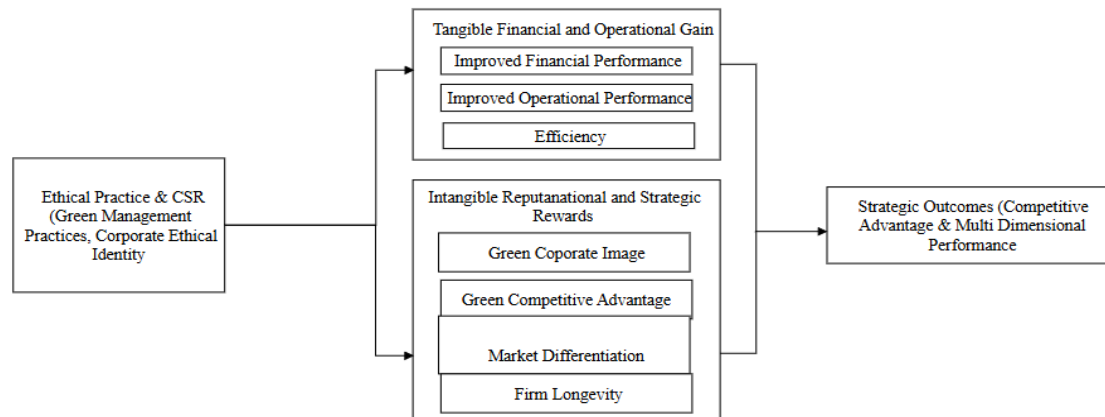 Tangible Financial and Operational Gain
Improved Financial Performance
Improved Operational Performance
Efficiency
Ethical Practice & CSR
(Green Management
Practices, Corporate Ethical
Identity
Intangible Reputanational and Strategic
Rewards
Green Coporate Image
Green Competitive Advantage
Market Differentiation
Firm Longevity
Strategic Outcomes (Competitive
Advantage & Multi Dimensional
Performance